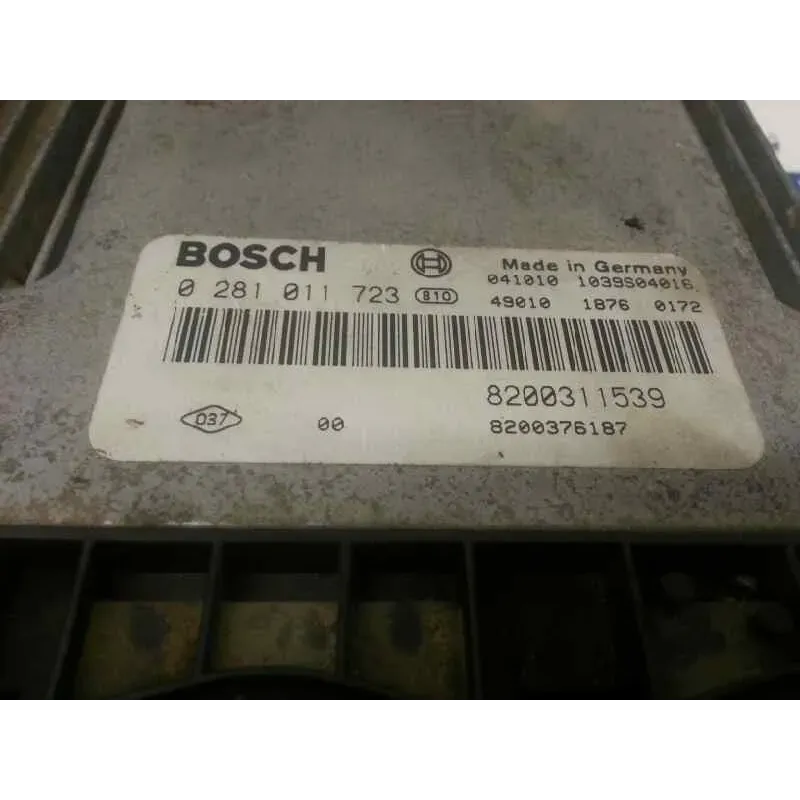 BOSCH
Made in Germany
041010 1039S04016
0 281 011 723 810
49010 1876 0172
8200311539
037 00
8200376187